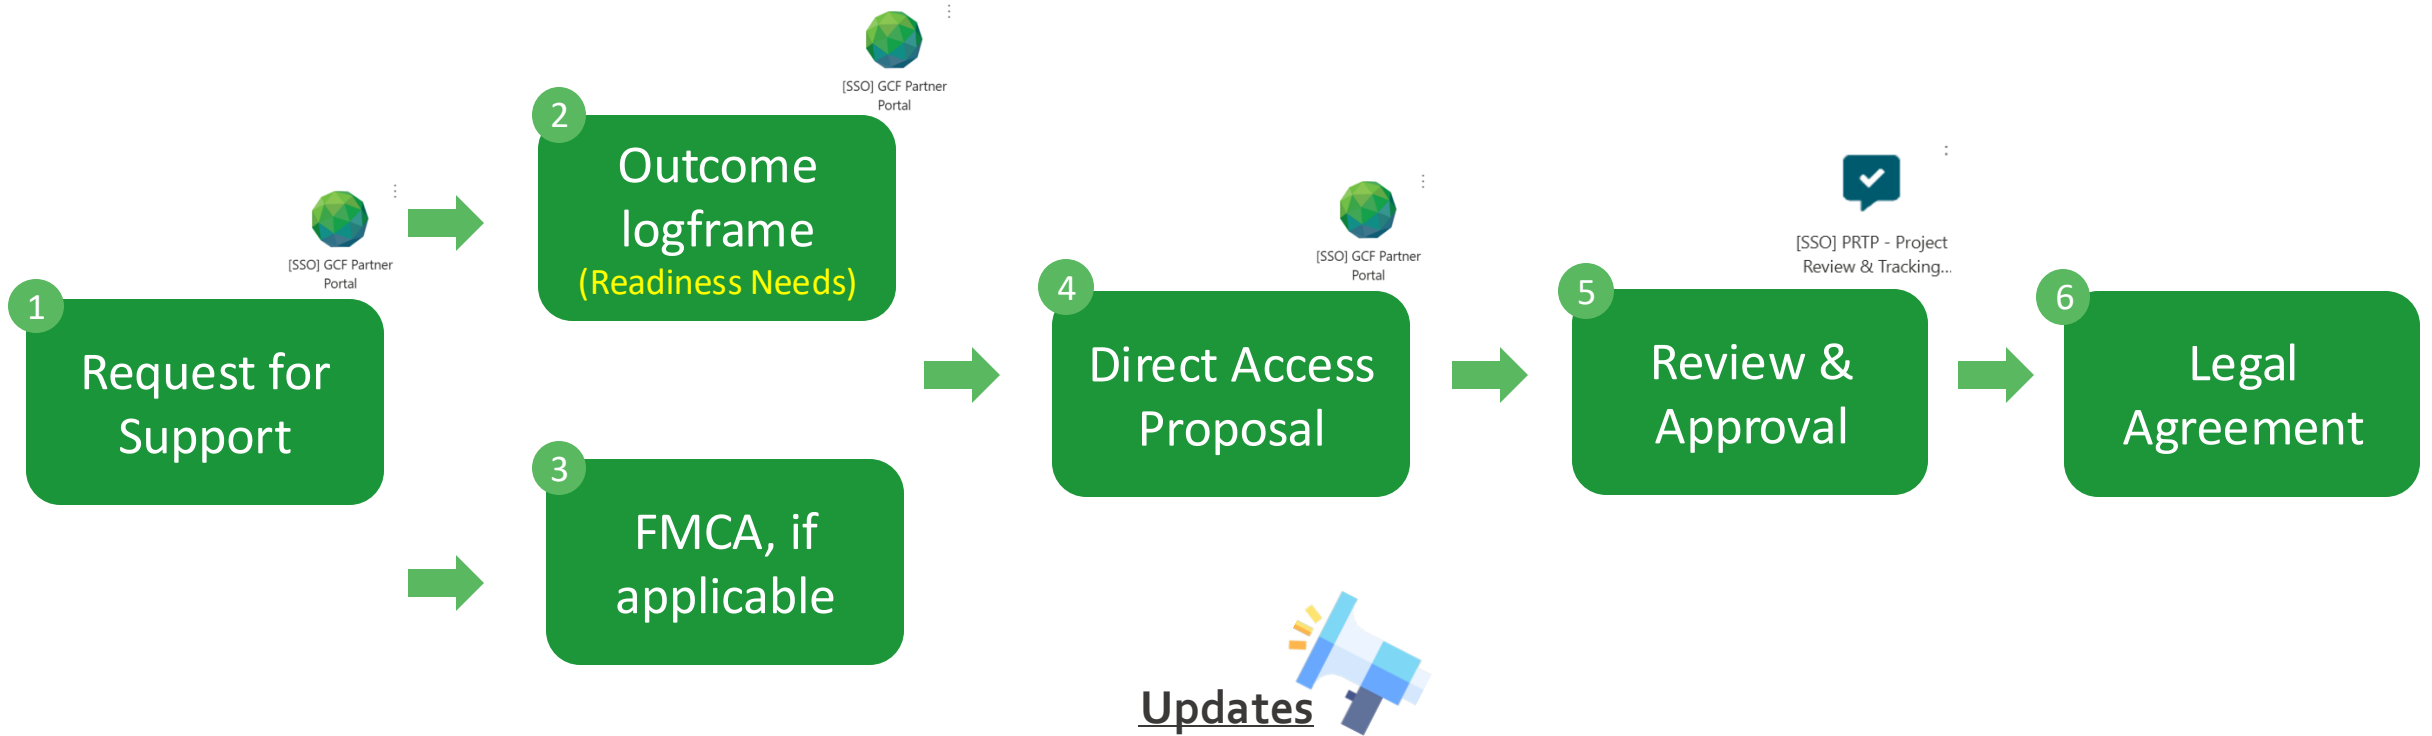 [SSO] GCF Partner
Portal
1
Request for
Support
[SSO] GCF Partner
Portal
2
Outcome
logframe
(Readiness Needs)
3
FMCA, if
applicable
[SSO] GCF Partner
Portal
4
Direct Access
Proposal
[SSO] PRTP - Project
Review & Tracking...
5
Review &
Approval
6
Legal
Agreement
Updates